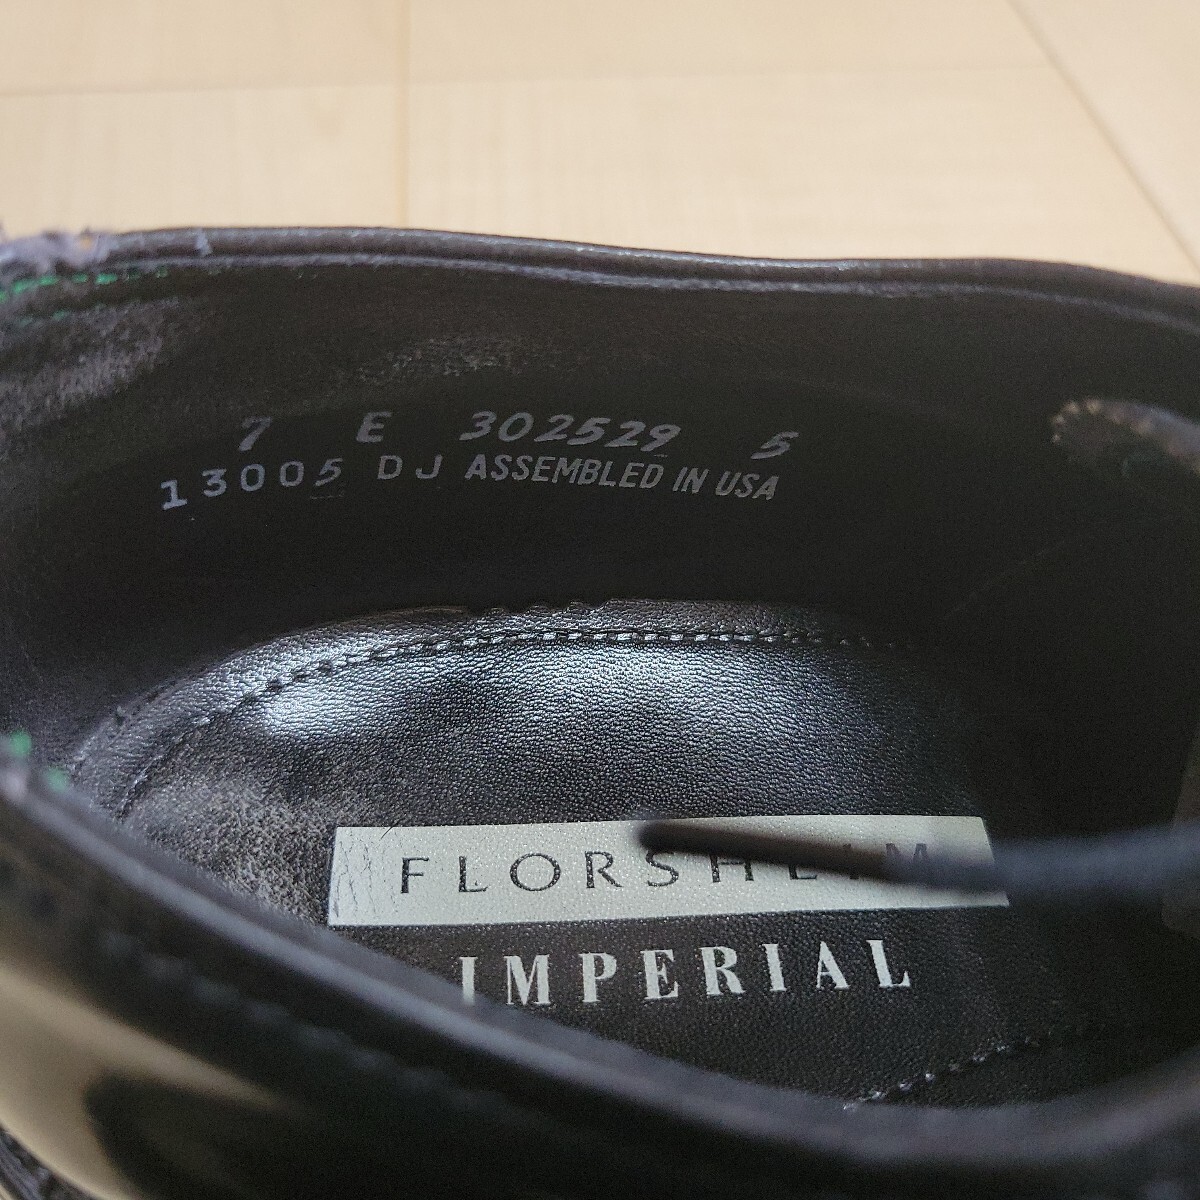 7 E 302529 5
13005 DJ ASSEMBLED IN USA
FLORSHEIM
IMPERIAL